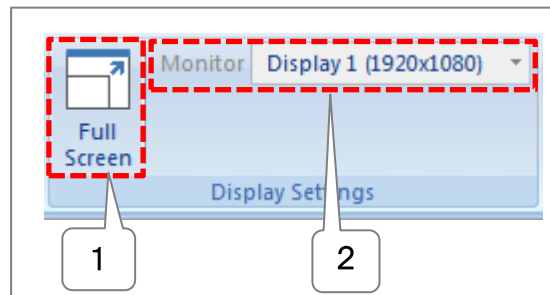 Monitor Display 1 (1920x1080)
Full
Screen
Display Settings
1
2